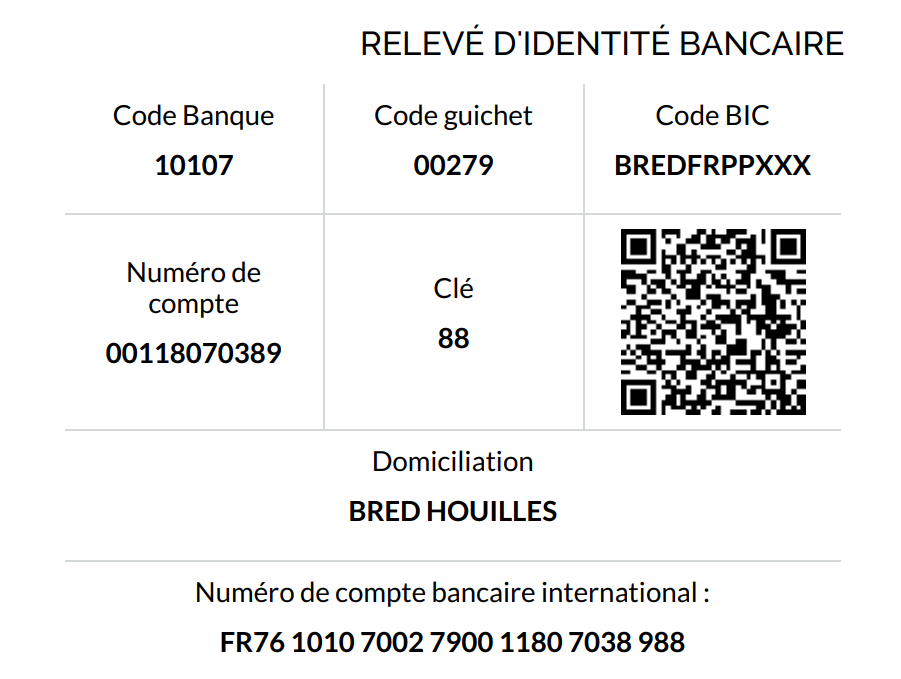 RELEVÉ D'IDENTITÉ BANCAIRE
Code Banque
10107
Code guichet
00279
Code BIC
BREDFRPPXXX
Numéro de
compte
00118070389
Clé
88
Domiciliation
BRED HOUILLES
Numéro de compte bancaire international :
FR76 1010 7002 7900 1180 7038 988